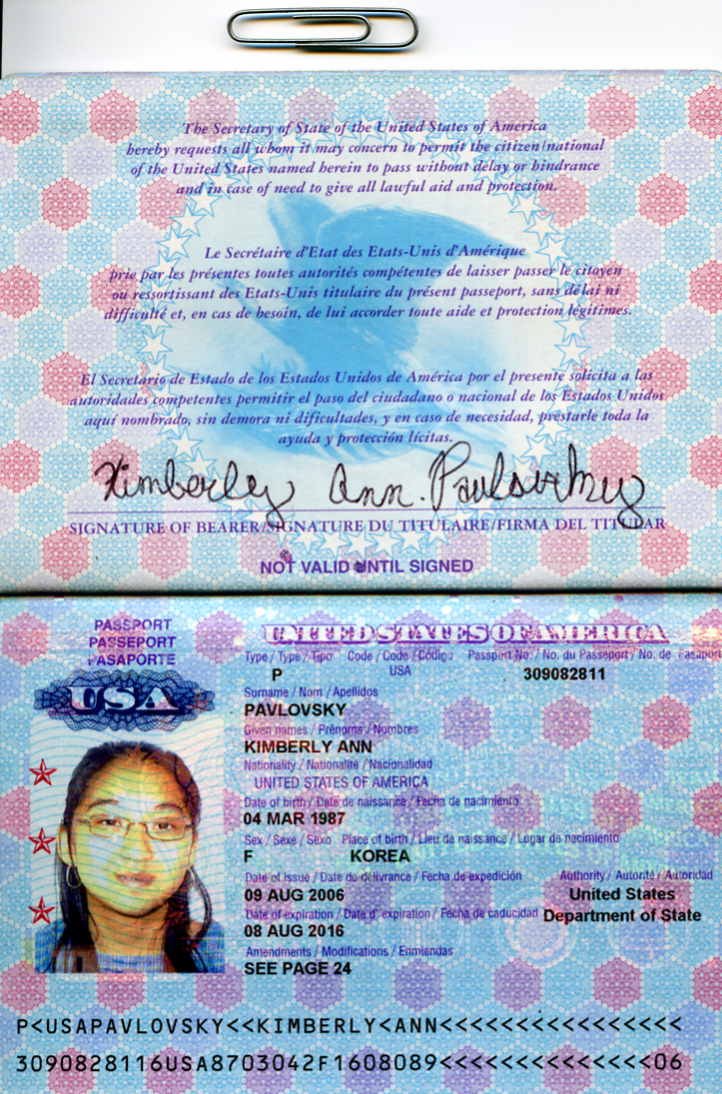 The Secretary of State of the United States of America
hereby requests all whom it may concern to permit the citizen/national
of the United States named herein to pass without delay or hindrance
and in case of need to give all lawful aid and protection.
Le Secrétaire d'Etat des Etats-Unis d'Amérique
prie par les présentes toutes autorités compétentes de laisser passer le citoyen
ou ressortissant des Etats-Unis titulaire du présent passeport, sans délai ni
difficulté et, en cas de besoin, de lui accorder toute aide et protection légitimes.
El Secretario de Estado de los Estados Unidos de América por el presente solicita a las
autoridades competentes permitir el paso del ciudadano o nacional de los Estados Unidos
aquí nombrado, sin demora ni dificultades, y en caso de necesidad, prestarle toda la
ayuda y protección lícitas.
Kimberly Ann. Pavlovsky
SIGNATURE OF BEARER/SIGNATURE DU TITULAIRE/FIRMA DEL TITULAR
NOT VALID UNTIL SIGNED
PASSPORT
PASSEPORT
PASAPORTE
USA
UNITED STATES OF AMERICA
Type / Type / Tipo Code / Code / Código Passport No. / No. du Passeport / No. de Pasaporte
P USA 309082811
Surname / Nom / Apellidos
PAVLOVSKY
Given names / Prénoms / Nombres
KIMBERLY ANN
Nationality / Nationalité / Nacionalidad
UNITED STATES OF AMERICA
Date of birth / Date de naissance / Fecha de nacimiento
04 MAR 1987
Sex / Sexe / Sexo Place of birth / Lieu de naissance / Lugar de nacimiento
F KOREA
Date of issue / Date de délivrance / Fecha de expedición Authority / Autorité / Autoridad
09 AUG 2006 United States
Date of expiration / Date d' expiration / Fecha de caducidad Department of State
08 AUG 2016
Amendments / Modifications / Enmiendas
SEE PAGE 24
P<USAPAVLOVSKY<<KIMBERLY<ANN<<<<<<<<<<<<<<<<
3090828116USA8703042F1608089<<<<<<<<<<<<<<06